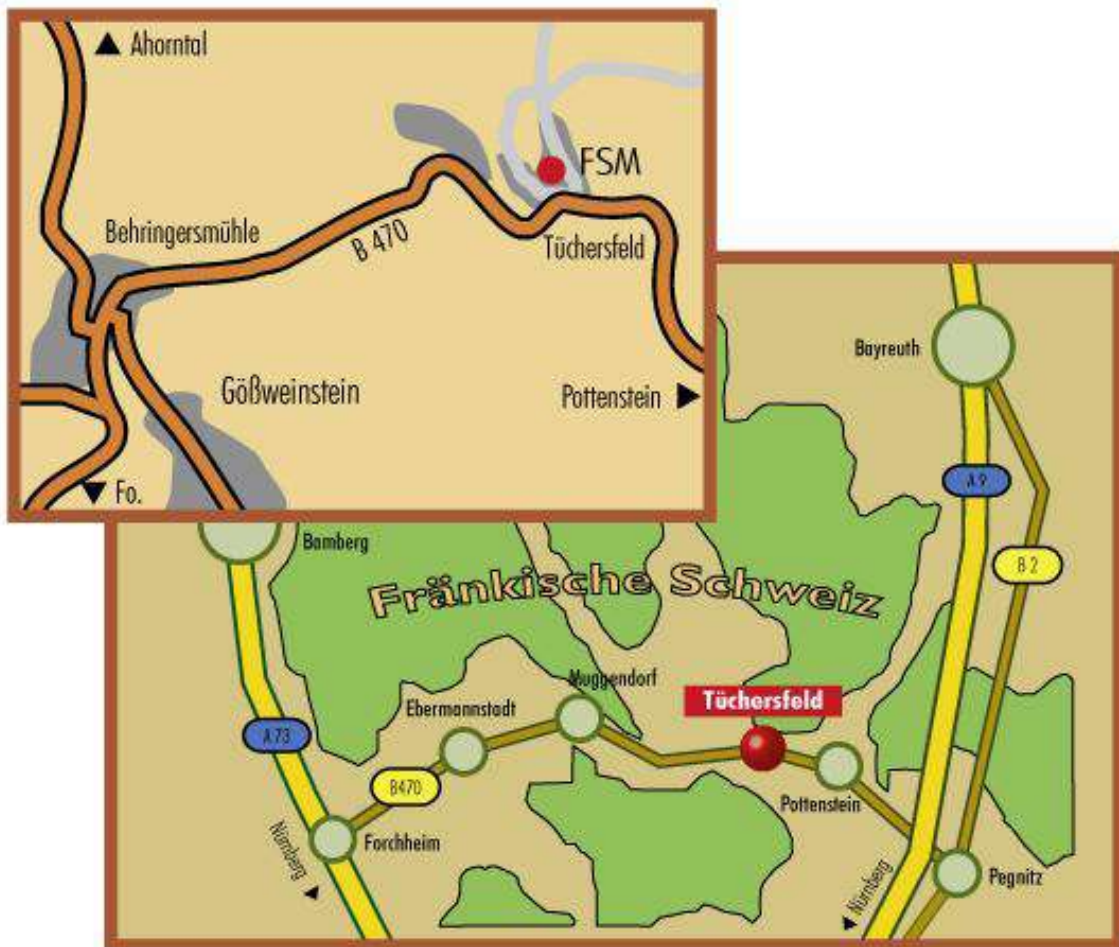 Ahorntal
FSM
Behringersmühle
B 470
Tüchersfeld
Gößweinstein
Pottenstein
Fo.
Bayreuth
A 9
Bamberg
B 2
Fränkische Schweiz
Muggendorf
Tüchersfeld
Ebermannstadt
A 73
B470
Pottenstein
Nürnberg
Forchheim
Nürnberg
Pegnitz